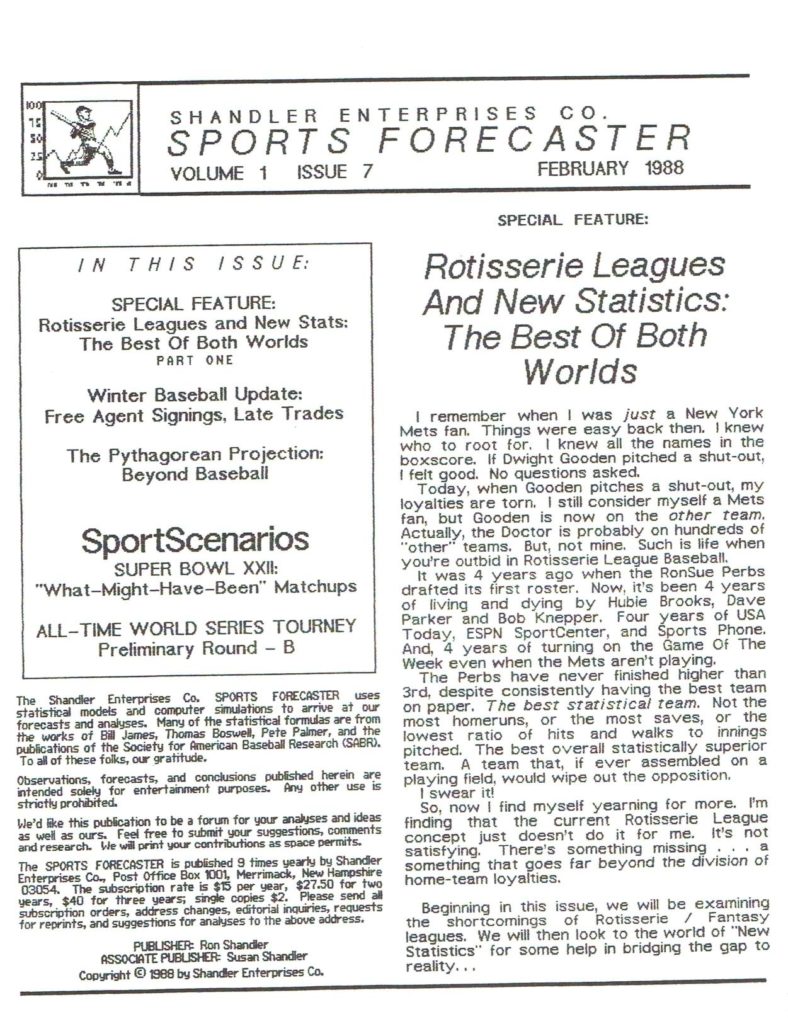 SHANDLER ENTERPRISES CO.
SPORTS FORECASTER
VOLUME 1 ISSUE 7 FEBRUARY 1988
100
75
50
25
0
IN THIS ISSUE:
SPECIAL FEATURE:
Rotisserie Leagues and New Stats:
The Best Of Both Worlds
PART ONE
Winter Baseball Update:
Free Agent Signings, Late Trades
The Pythagorean Projection:
Beyond Baseball
SportScenarios
SUPER BOWL XXII:
"What-Might-Have-Been" Matchups
ALL-TIME WORLD SERIES TOURNEY
Preliminary Round - B
The Shandler Enterprises Co. SPORTS FORECASTER uses
statistical models and computer simulations to arrive at our
forecasts and analyses. Many of the statistical formulas are from
the works of Bill James, Thomas Boswell, Pete Palmer, and the
publications of the Society for American Baseball Research (SABR).
To all of these folks, our gratitude.
Observations, forecasts, and conclusions published herein are
intended solely for entertainment purposes. Any other use is
strictly prohibited.
We'd like this publication to be a forum for your analyses and ideas
as well as ours. Feel free to submit your suggestions, comments
and research. We will print your contributions as space permits.
The SPORTS FORECASTER is published 9 times yearly by Shandler
Enterprises Co., Post Office Box 1001, Merrimack, New Hampshire
03054. The subscription rate is $15 per year, $27.50 for two
years, $40 for three years; single copies $2. Please send all
subscription orders, address changes, editorial inquiries, requests
for reprints, and suggestions for analyses to the above address.
PUBLISHER: Ron Shandler
ASSOCIATE PUBLISHER: Susan Shandler
Copyright © 1988 by Shandler Enterprises Co.
SPECIAL FEATURE:
Rotisserie Leagues
And New Statistics:
The Best Of Both
Worlds
I remember when I was just a New York
Mets fan. Things were easy back then. I knew
who to root for. I knew all the names in the
boxscore. If Dwight Gooden pitched a shut-out,
I felt good. No questions asked.
Today, when Gooden pitches a shut-out, my
loyalties are torn. I still consider myself a Mets
fan, but Gooden is now on the other team.
Actually, the Doctor is probably on hundreds of
"other" teams. But, not mine. Such is life when
you're outbid in Rotisserie League Baseball.
It was 4 years ago when the RonSue Perbs
drafted its first roster. Now, it's been 4 years
of living and dying by Hubie Brooks, Dave
Parker and Bob Knepper. Four years of USA
Today, ESPN SportCenter, and Sports Phone.
And, 4 years of turning on the Game Of The
Week even when the Mets aren't playing.
The Perbs have never finished higher than
3rd, despite consistently having the best team
on paper. The best statistical team. Not the
most homeruns, or the most saves, or the
lowest ratio of hits and walks to innings
pitched. The best overall statistically superior
team. A team that, if ever assembled on a
playing field, would wipe out the opposition.
I swear it!
So, now I find myself yearning for more. I'm
finding that the current Rotisserie League
concept just doesn't do it for me. It's not
satisfying. There's something missing . . . a
something that goes far beyond the division of
home-team loyalties.
Beginning in this issue, we will be examining
the shortcomings of Rotisserie / Fantasy
leagues. We will then look to the world of "New
Statistics" for some help in bridging the gap to
reality...